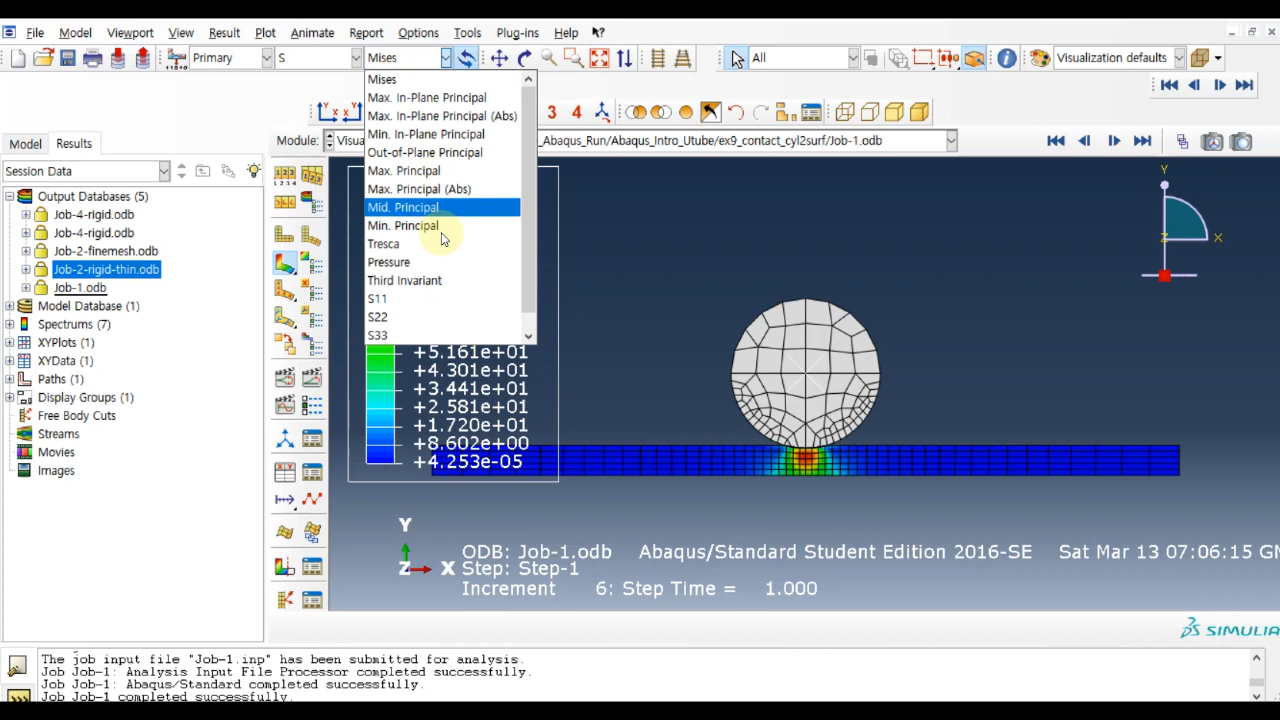 File Model Viewport View Result Plot Animate Options Tools Report Plug-ins Help
Primary S Mises All Visualization defaults
Mises
Max. In-Plane Principal
Max. In-Plane Principal (Abs)
Min. In-Plane Principal
Out-of-Plane Principal
Max. Principal
Max. Principal (Abs)
Mid. Principal
Min. Principal
Tresca
Pressure
Third Invariant
S11
S22
S33
3 4
Model Results
Module: Visua _Abaqus_Run/Abaqus_Intro_Utube/ex9_contact_cyl2surf/Job-1.odb
Session Data
Output Databases (5)
Job-4-rigid.odb
Job-4-rigid.odb
Job-2-finemesh.odb
Job-2-rigid-thin.odb
Job-1.odb
Model Database (1)
Spectrums (7)
XYPlots (1)
XYData (1)
Paths (1)
Display Groups (1)
Free Body Cuts
Streams
Movies
Images
+5.161e+01
+4.301e+01
+3.441e+01
+2.581e+01
+1.720e+01
+8.602e+00
+4.253e-05
Y
Z X
Y
Z X
ODB: Job-1.odb Abaqus/Standard Student Edition 2016-SE Sat Mar 13 07:06:15 GM
Step: Step-1
Increment 6: Step Time = 1.000
SIMULIA
The job input file "Job-1.inp" has been submitted for analysis.
Job Job-1: Analysis Input File Processor completed successfully.
Job Job-1: Abaqus/Standard completed successfully.
Job Job-1 completed successfully.
>>>